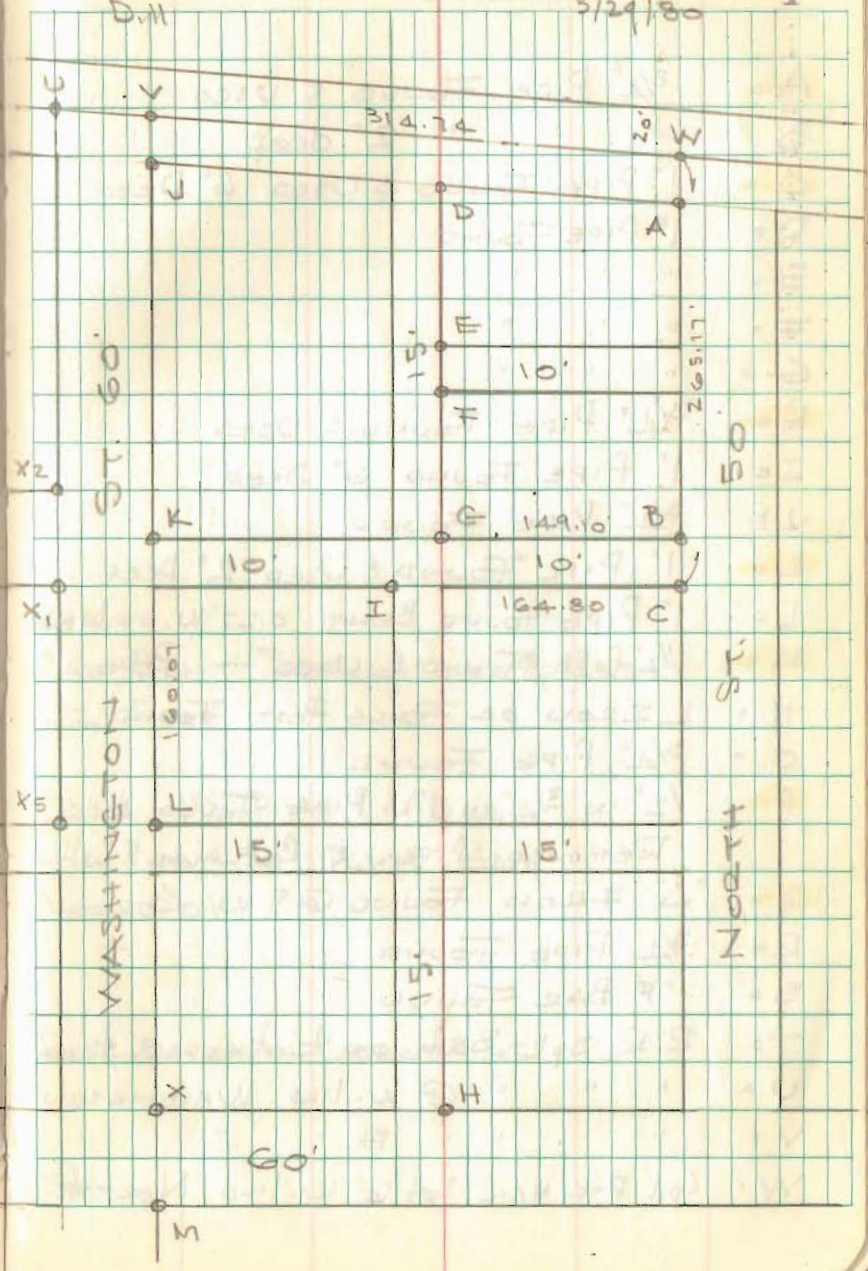 Dill 5/29/80
U V 314.74 20' W
L D A
E
15' 10' 265.17'
F
WASHINGTON ST. 60'
NORTH ST. 50
X2
K G 149.10 B
10' 10'
X1 I 164.80 C
160.07
X5 L
15' 15'
15'
X H
60'
M